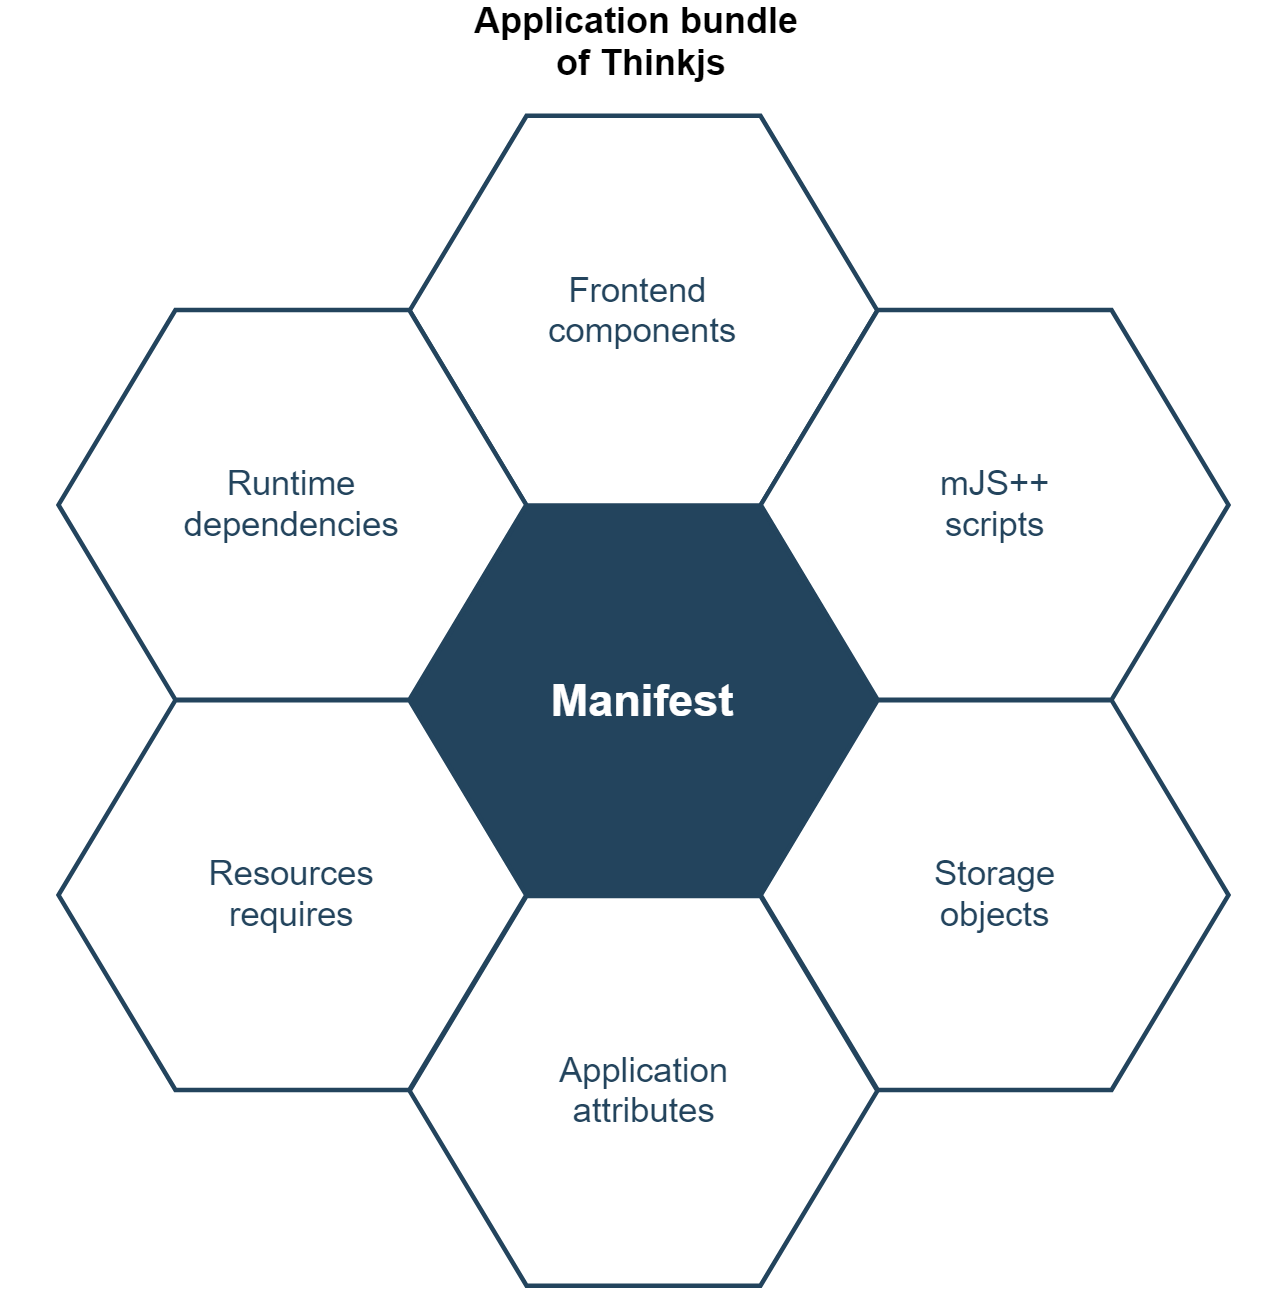 Application bundle
of Thinkjs
Frontend
components
Runtime
dependencies
mJS++
scripts
Manifest
Resources
requires
Storage
objects
Application
attributes